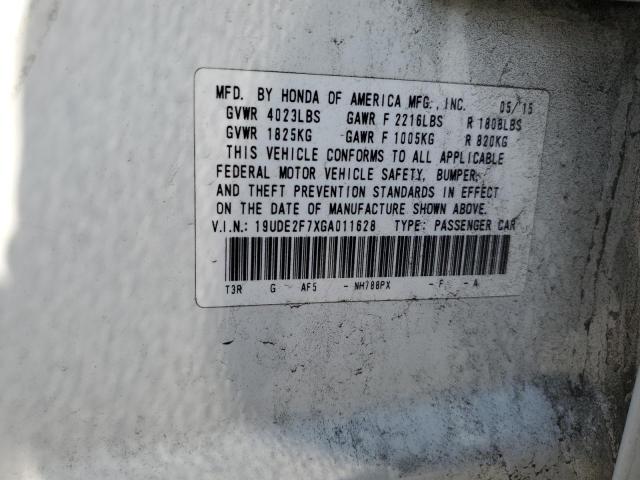 MFD. BY HONDA OF AMERICA MFG., INC. 05/15
GVWR 4023LBS GAWR F 2216LBS R 1808LBS
GVWR 1825KG GAWR F 1005KG R 820KG
THIS VEHICLE CONFORMS TO ALL APPLICABLE
FEDERAL MOTOR VEHICLE SAFETY, BUMPER,
AND THEFT PREVENTION STANDARDS IN EFFECT
ON THE DATE OF MANUFACTURE SHOWN ABOVE.
V.I.N.: 19UDE2F7XGA011628 TYPE: PASSENGER CAR
T3R G AF5 - NH788PX - F - A